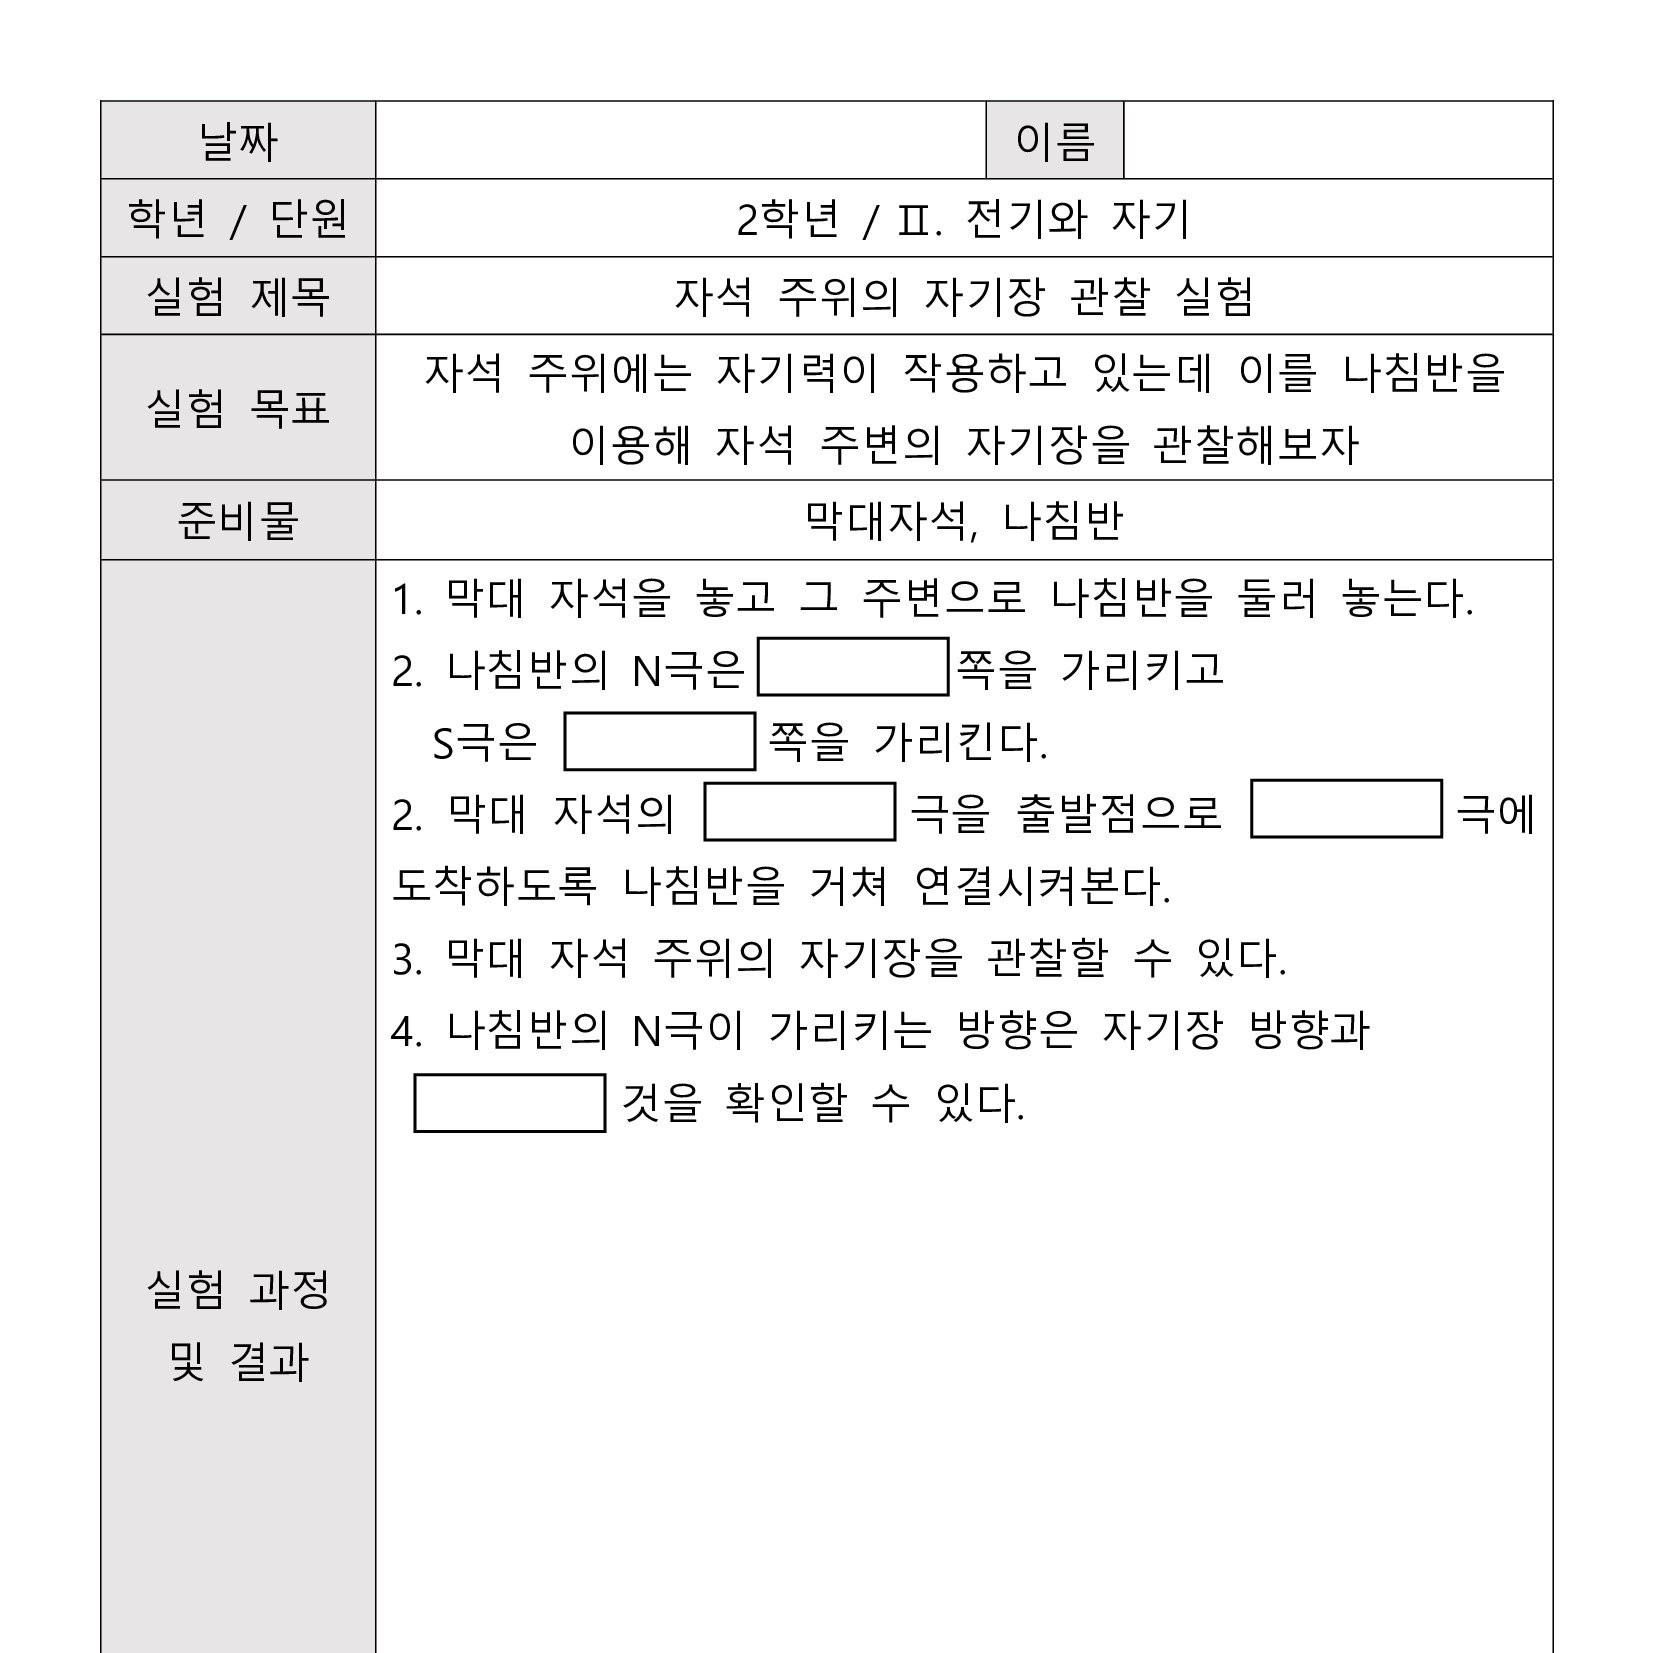 날짜 이름
학년 / 단원 2학년 / Ⅱ. 전기와 자기
실험 제목 자석 주위의 자기장 관찰 실험
실험 목표 자석 주위에는 자기력이 작용하고 있는데 이를 나침반을
이용해 자석 주변의 자기장을 관찰해보자
준비물 막대자석, 나침반
1. 막대 자석을 놓고 그 주변으로 나침반을 둘러 놓는다.
2. 나침반의 N극은 쪽을 가리키고
S극은 쪽을 가리킨다.
2. 막대 자석의 극을 출발점으로 극에
도착하도록 나침반을 거쳐 연결시켜본다.
3. 막대 자석 주위의 자기장을 관찰할 수 있다.
4. 나침반의 N극이 가리키는 방향은 자기장 방향과
것을 확인할 수 있다.
실험 과정
및 결과